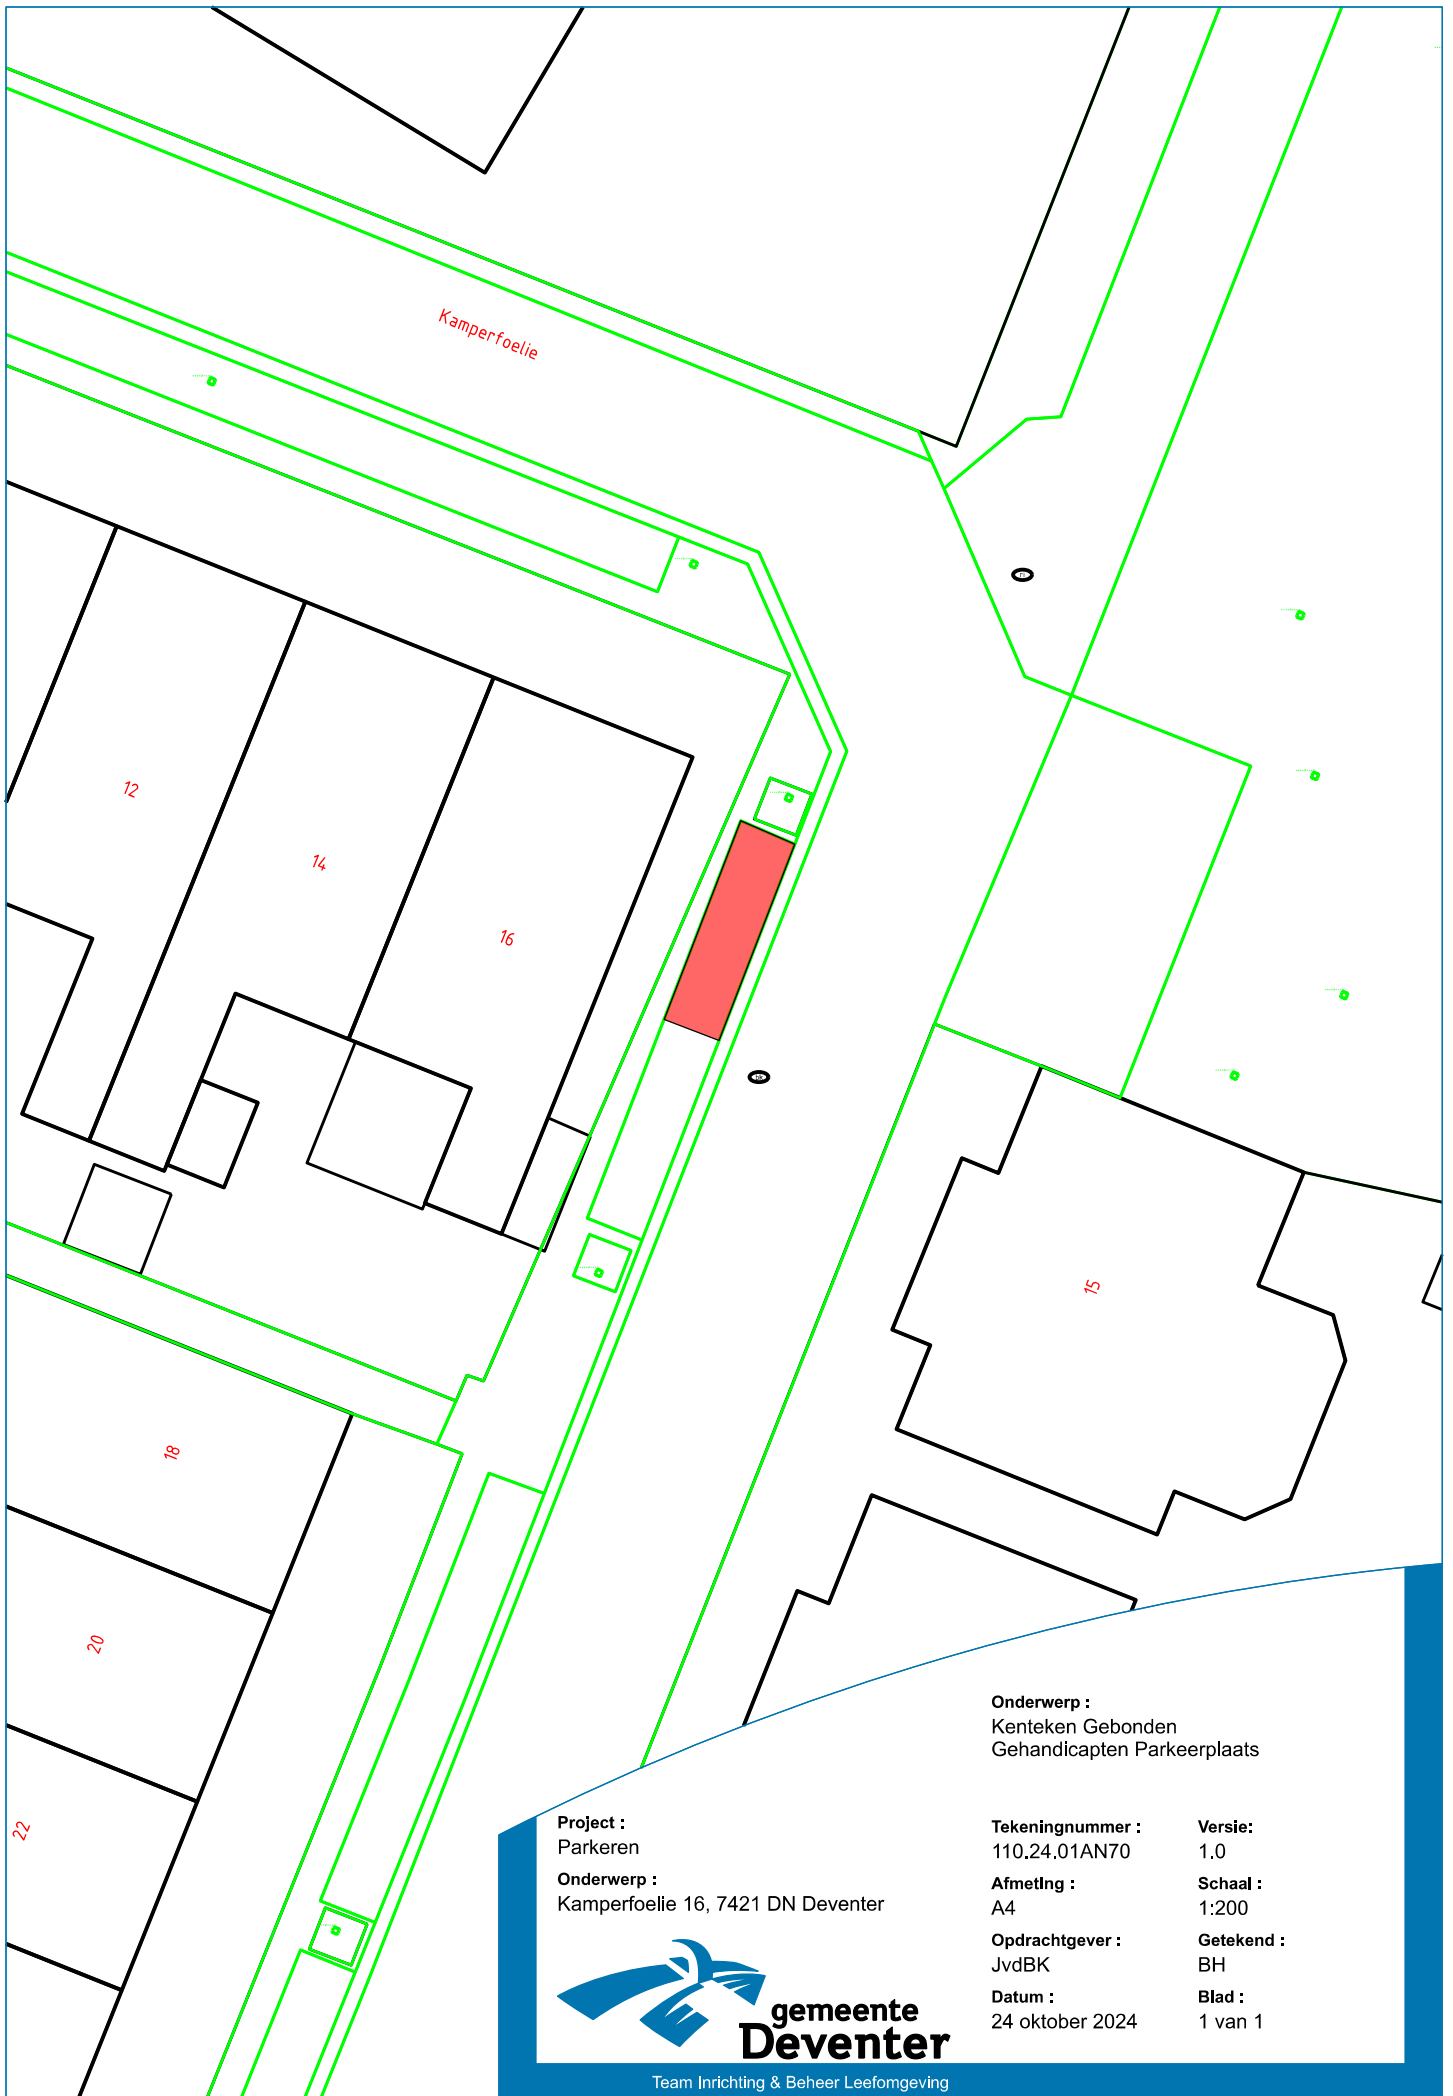 Kamperfoelie
12
14
16
15
18
20
22
Onderwerp :
Kenteken Gebonden
Gehandicapten Parkeerplaats
Project :
Parkeren
Onderwerp :
Kamperfoelie 16, 7421 DN Deventer
Tekeningnummer : Versie:
110.24.01AN70 1.0
Afmeting : Schaal :
A4 1:200
Opdrachtgever : Getekend :
JvdBK BH
Datum : Blad :
24 oktober 2024 1 van 1
gemeente
Deventer
Team Inrichting & Beheer Leefomgeving